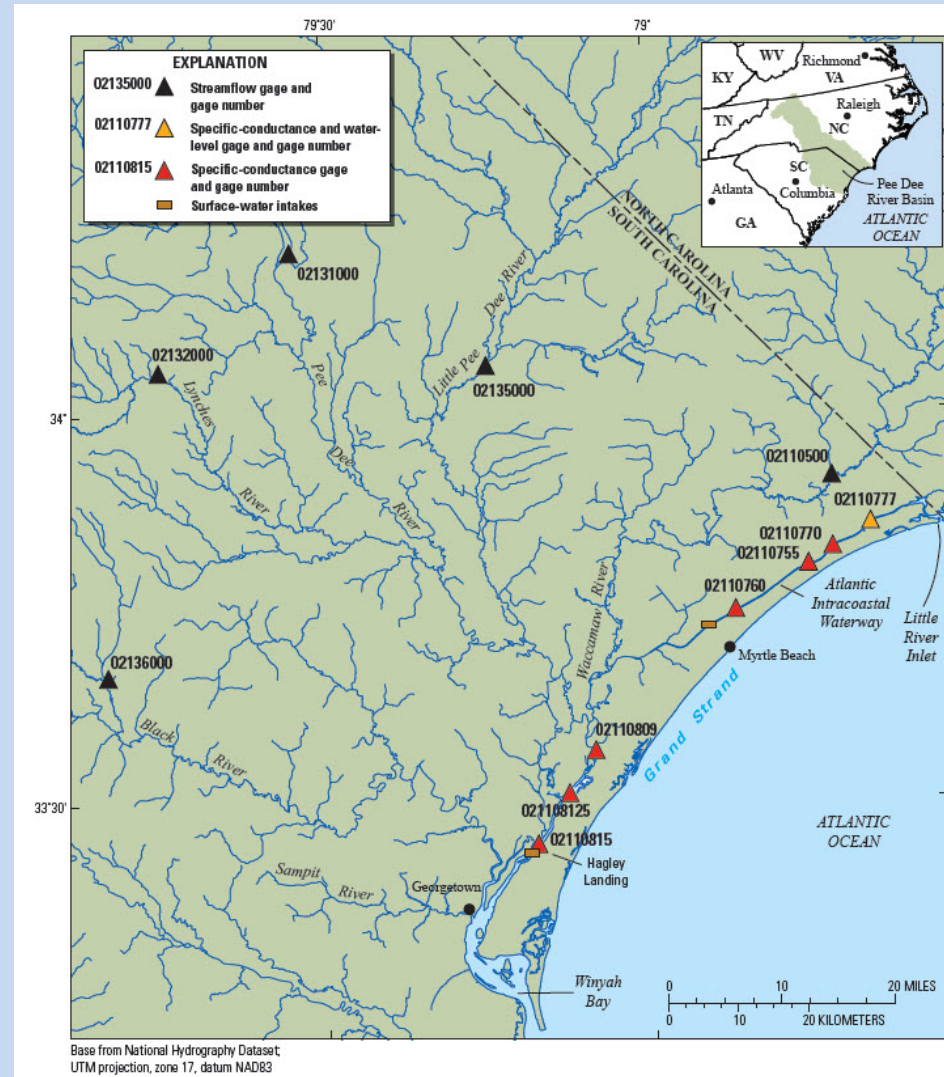 79°30'
79°
EXPLANATION
02135000 Streamflow gage and
gage number
02110777 Specific-conductance and water-
level gage and gage number
02110815 Specific-conductance gage
and gage number
Surface-water intakes
KY
WV
Richmond
VA
TN
Raleigh
NC
SC
Columbia
Atlanta
GA
Pee Dee
River Basin
ATLANTIC
OCEAN
NORTH CAROLINA
SOUTH CAROLINA
02131000
02132000
Lynches
River
Pee
Dee
River
Little Pee
Dee River
02135000
34°
02110500
02110777
02110770
02110755
02110760
Atlantic
Intracoastal
Waterway
Little
River
Inlet
Myrtle Beach
Waccamaw River
Grand Strand
02136000
Black
River
02110809
33°30'
021108125
02110815
Hagley
Landing
ATLANTIC
OCEAN
Sampit
River
Georgetown
Winyah
Bay
0 10 20 MILES
0 10 20 KILOMETERS
Base from National Hydrography Dataset;
UTM projection, zone 17, datum NAD83